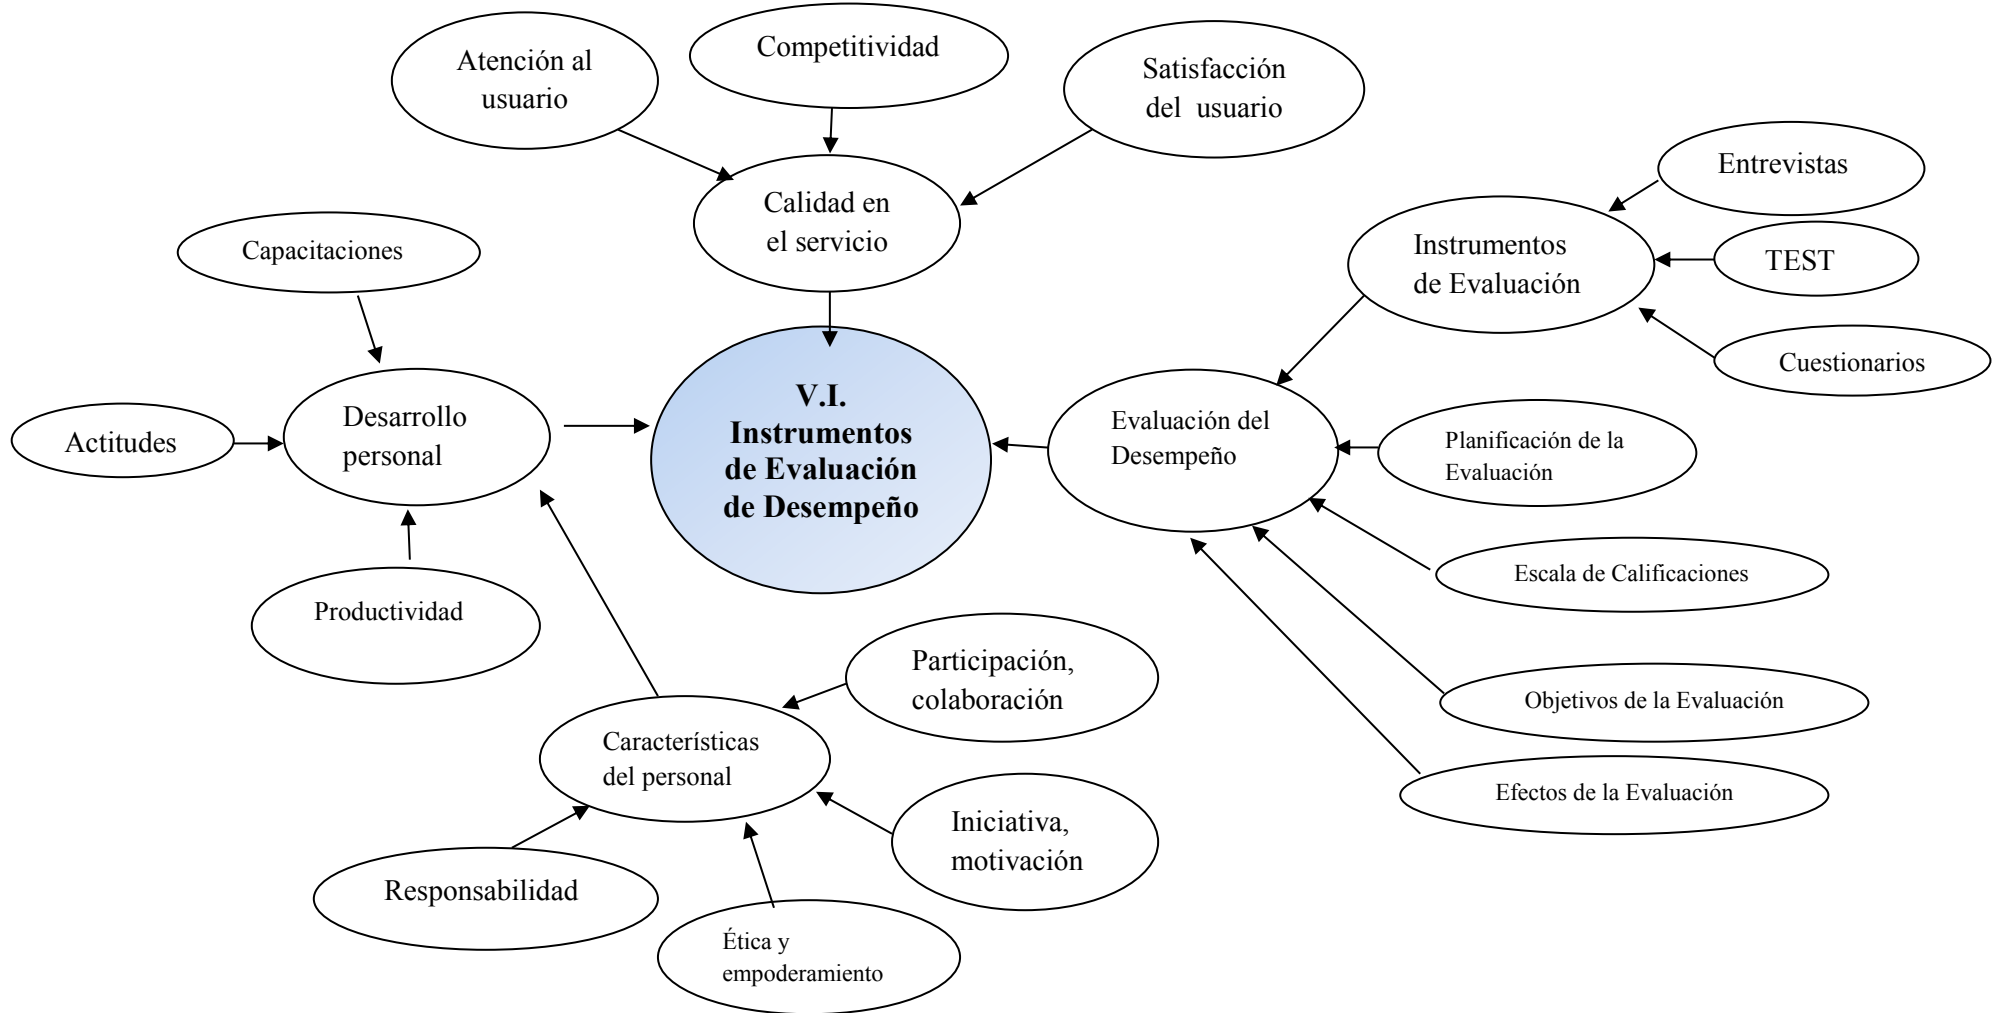 Competitividad
Atención al
usuario
Satisfacción
del usuario
Entrevistas
Calidad en
el servicio
Capacitaciones
Instrumentos
de Evaluación
TEST
Cuestionarios
V.I.
Instrumentos
de Evaluación
de Desempeño
Desarrollo
personal
Actitudes
Evaluación del
Desempeño
Planificación de la
Evaluación
Escala de Calificaciones
Productividad
Participación,
colaboración
Objetivos de la Evaluación
Características
del personal
Efectos de la Evaluación
Iniciativa,
motivación
Responsabilidad
Ética y
empoderamiento